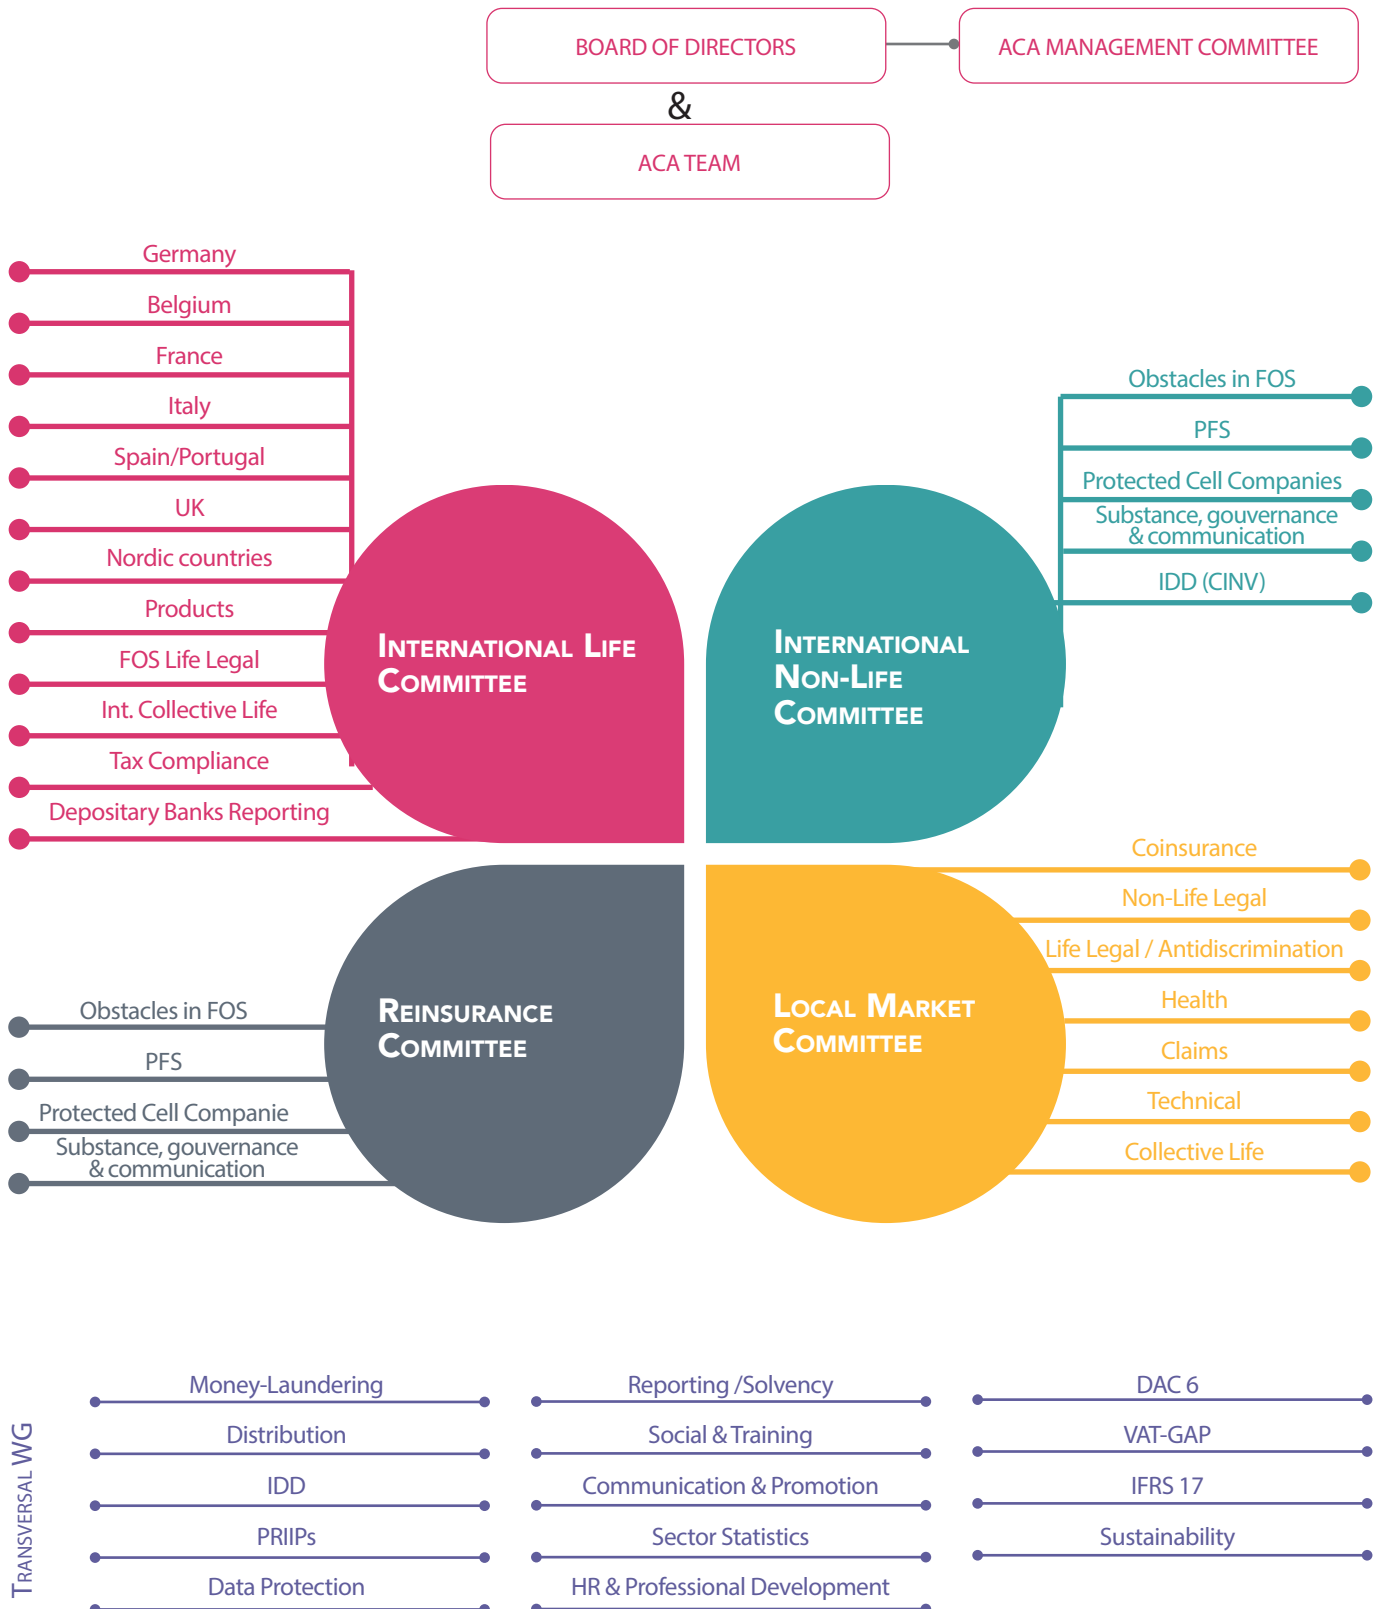 BOARD OF DIRECTORS
ACA MANAGEMENT COMMITTEE
&
ACA TEAM
Germany
Belgium
France
Italy
Spain/Portugal
UK
Nordic countries
Products
FOS Life Legal
Int. Collective Life
Tax Compliance
Depositary Banks Reporting
INTERNATIONAL LIFE
COMMITTEE
Obstacles in FOS
PFS
Protected Cell Companies
Substance, gouvernance
& communication
IDD (CINV)
INTERNATIONAL
NON-LIFE
COMMITTEE
Obstacles in FOS
PFS
Protected Cell Companie
Substance, gouvernance
& communication
REINSURANCE
COMMITTEE
LOCAL MARKET
COMMITTEE
Coinsurance
Non-Life Legal
Life Legal / Antidiscrimination
Health
Claims
Technical
Collective Life
TRANSVERSAL WG
Money-Laundering
Distribution
IDD
PRIIPs
Data Protection
Reporting /Solvency
Social & Training
Communication & Promotion
Sector Statistics
HR & Professional Development
DAC 6
VAT-GAP
IFRS 17
Sustainability